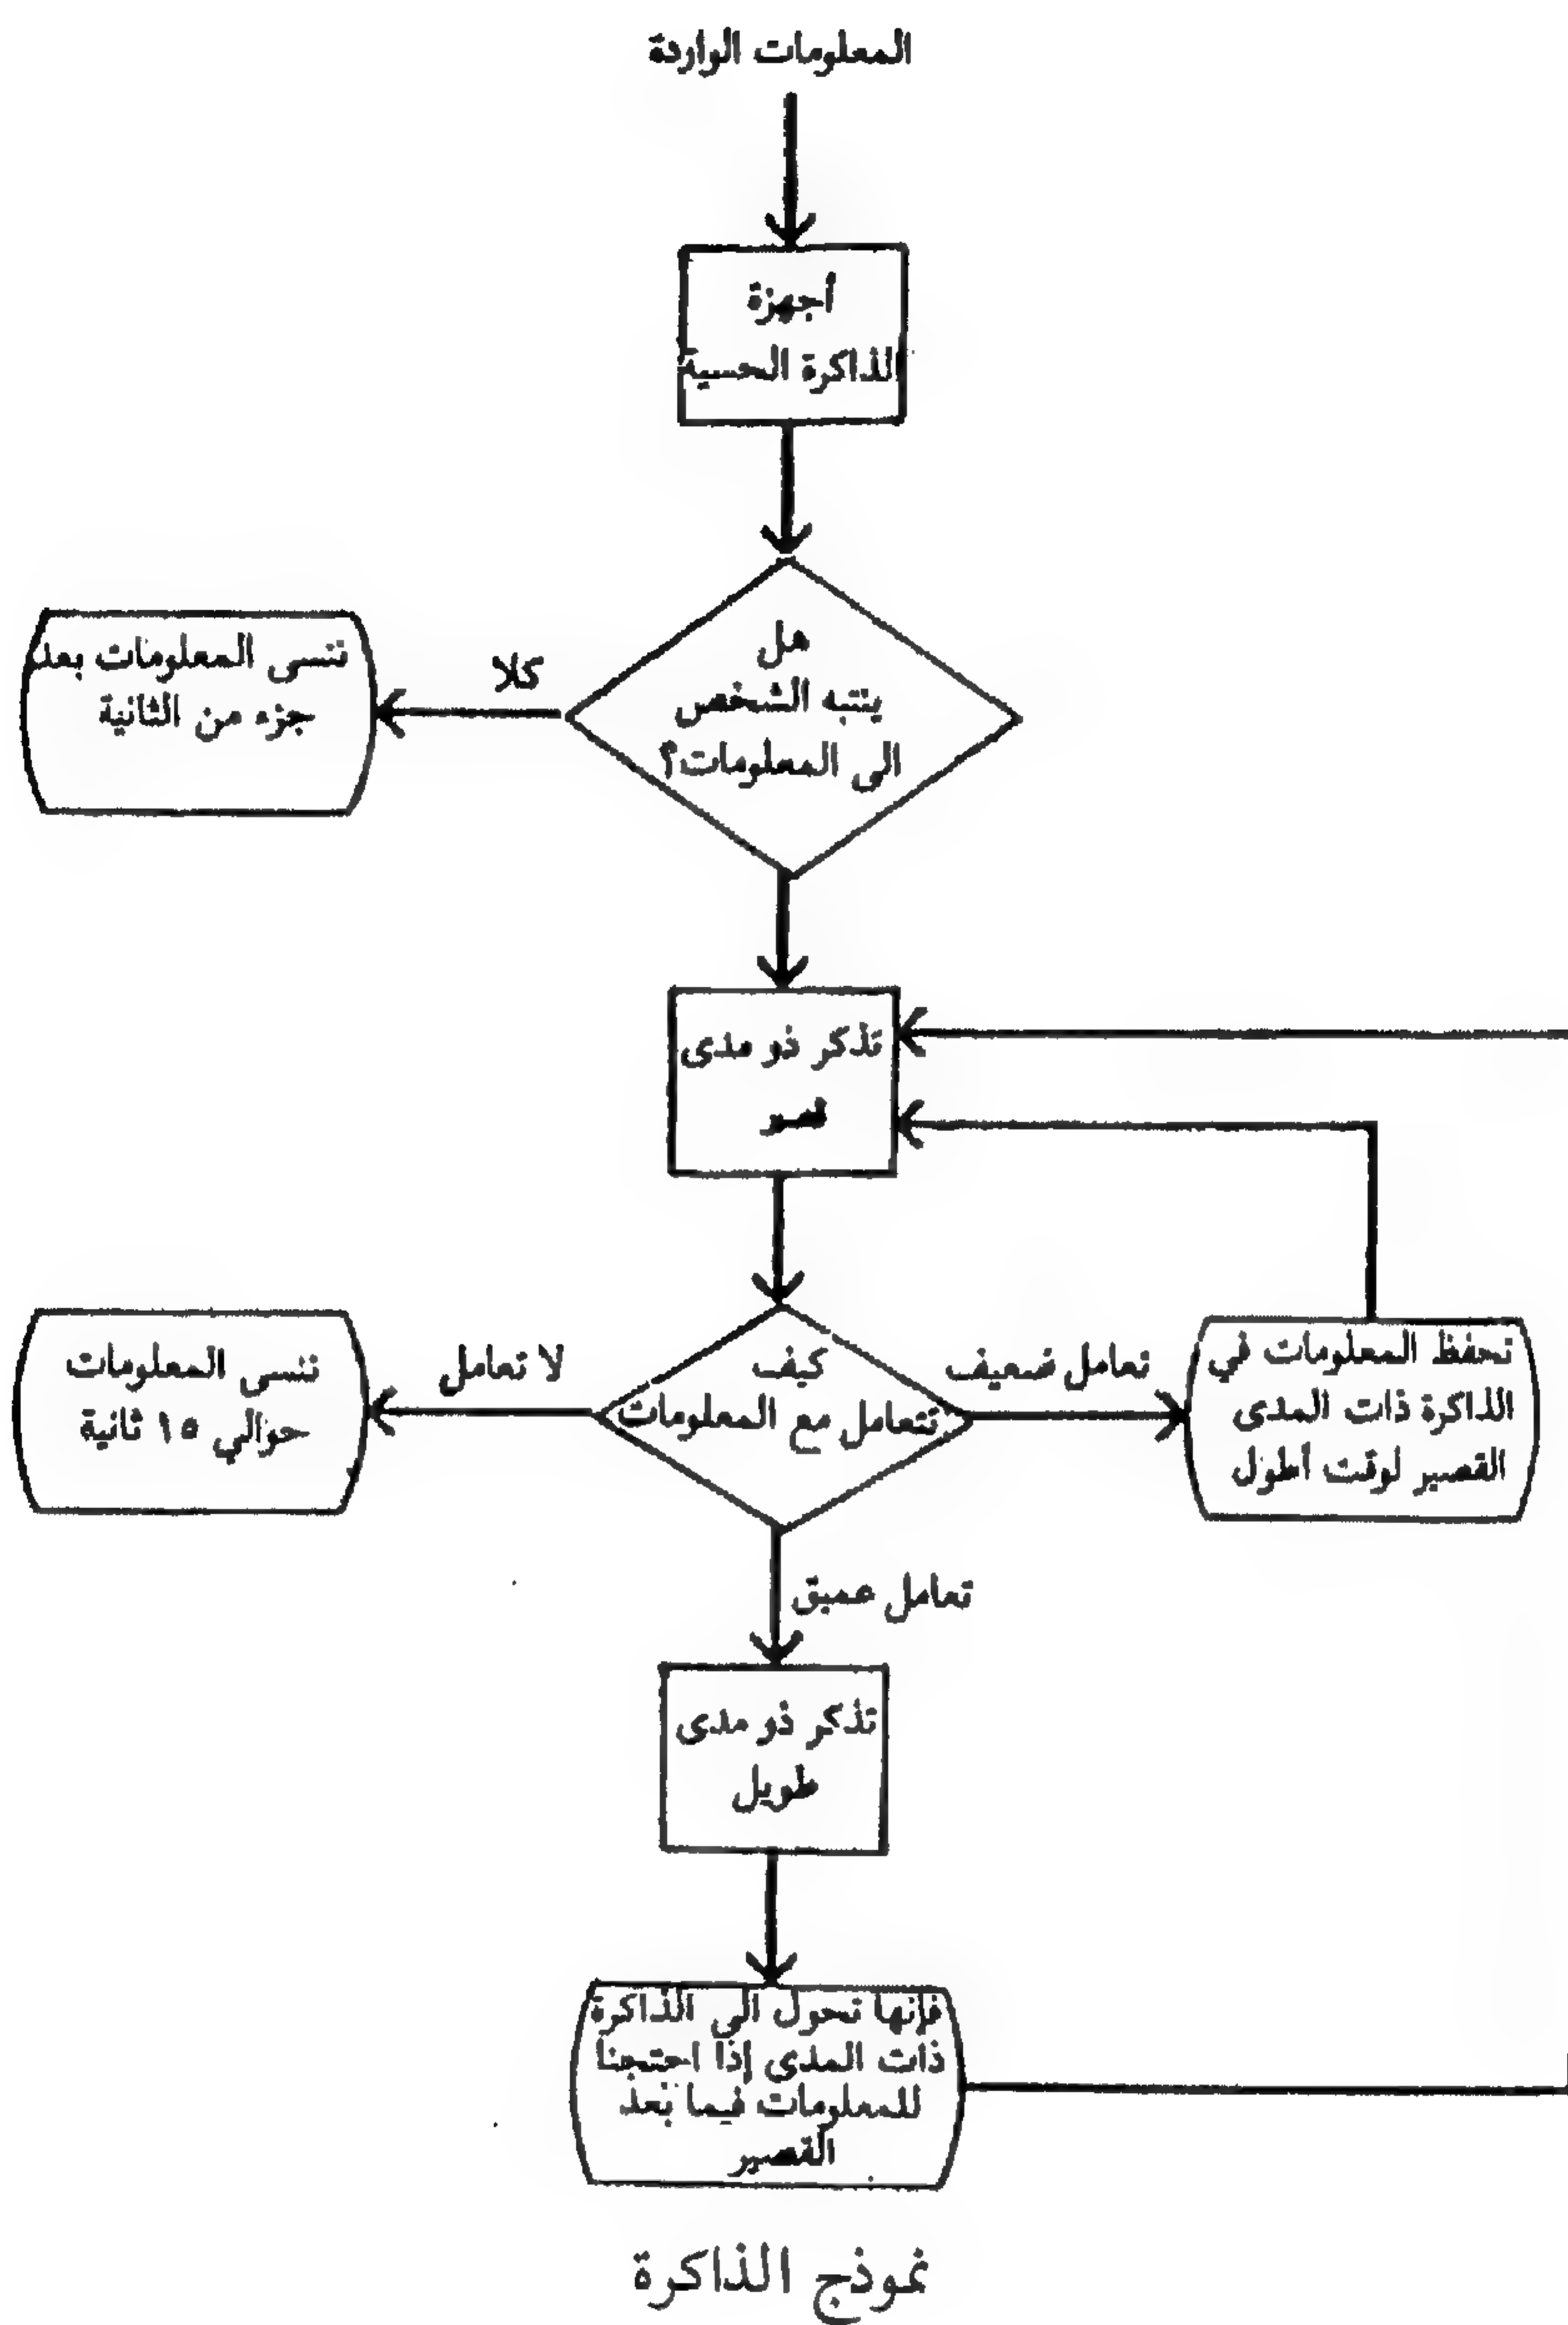 المعلومات الواردة
أجهزة
الذاكرة الحسية
هل
ينتبه الشخص
الى المعلومات؟
كلا
ننسى المعلومات بعد
جزء من الثانية
تذكر ذو مدى
قصير
كيف
نتعامل مع المعلومات
تعامل ضعيف
تحفظ المعلومات في
الذاكرة ذات المدى
القصير لوقت أطول
لا تعامل
ننسى المعلومات
حوالي ١٥ ثانية
تعامل عميق
تذكر ذو مدى
طويل
فإنها تحول الى الذاكرة
ذات المدى إذا احتجنا
للمعلومات فيما بعد
القصير
نموذج الذاكرة